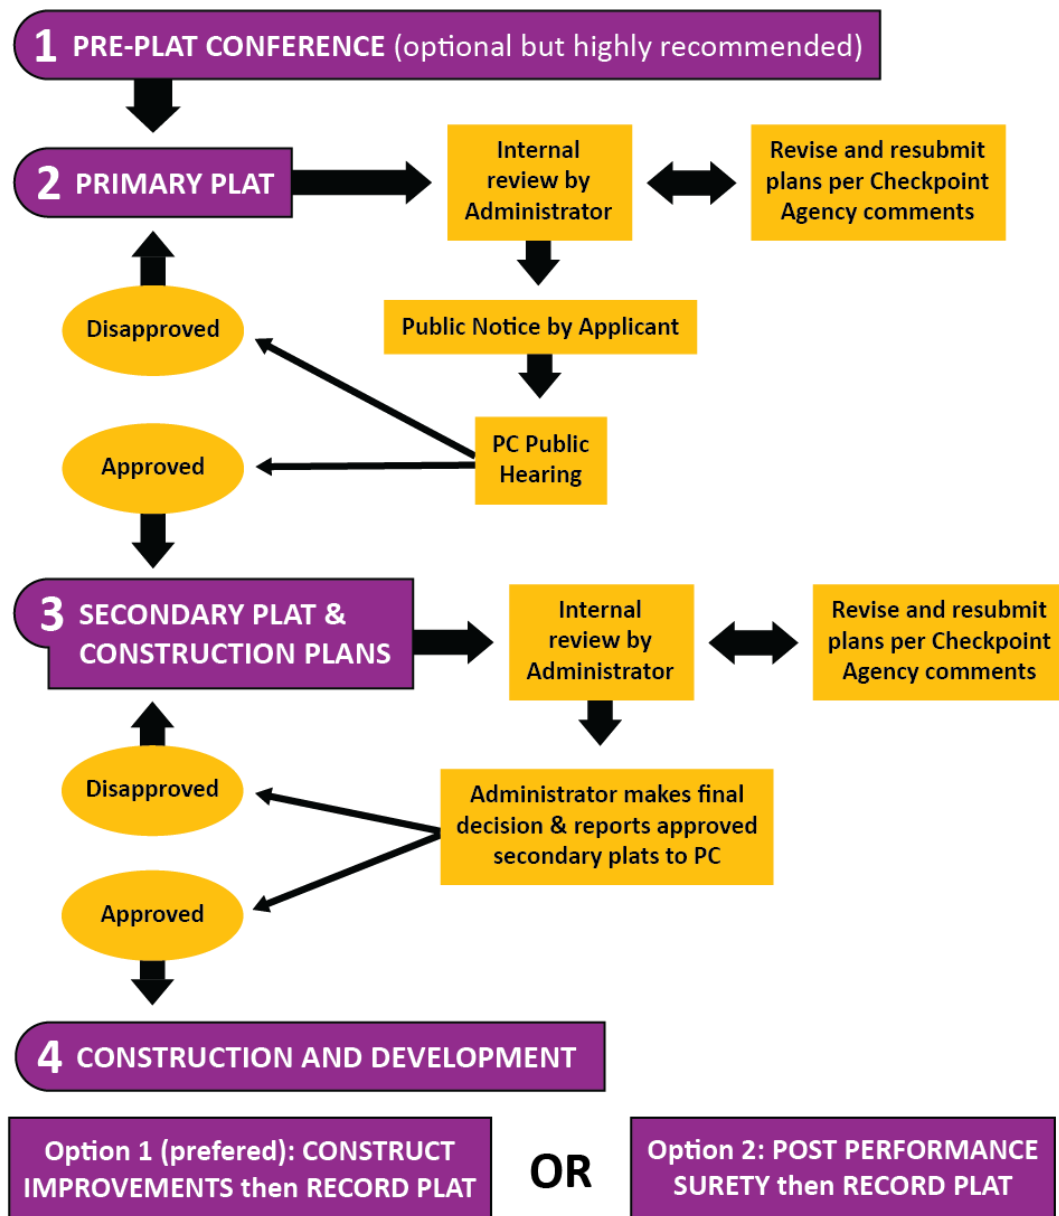 1 PRE-PLAT CONFERENCE (optional but highly recommended)
2 PRIMARY PLAT
Internal
review by
Administrator
Revise and resubmit
plans per Checkpoint
Agency comments
Disapproved
Public Notice by Applicant
Approved
PC Public
Hearing
3 SECONDARY PLAT &
CONSTRUCTION PLANS
Internal
review by
Administrator
Revise and resubmit
plans per Checkpoint
Agency comments
Disapproved
Administrator makes final
decision & reports approved
secondary plats to PC
Approved
4 CONSTRUCTION AND DEVELOPMENT
Option 1 (prefered): CONSTRUCT
IMPROVEMENTS then RECORD PLAT
OR
Option 2: POST PERFORMANCE
SURETY then RECORD PLAT